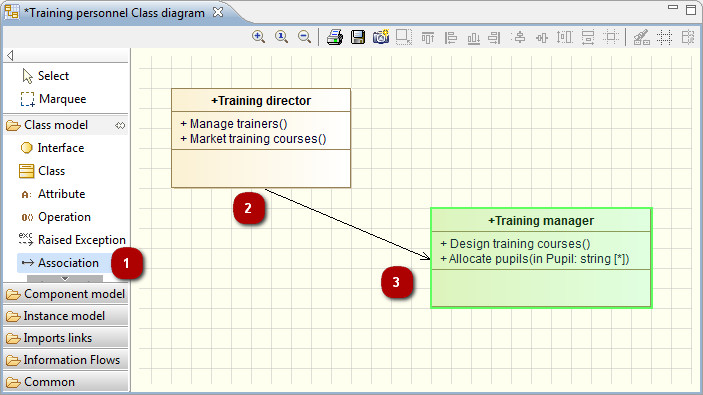 *Training personnel Class diagram
Select
Marquee
Class model
Interface
Class
A: Attribute
O() Operation
exc Raised Exception
Association
Component model
Instance model
Imports links
Information Flows
Common
1
+Training director
+ Manage trainers()
+ Market training courses()
2
+Training manager
+ Design training courses()
+ Allocate pupils(in Pupil: string [*])
3